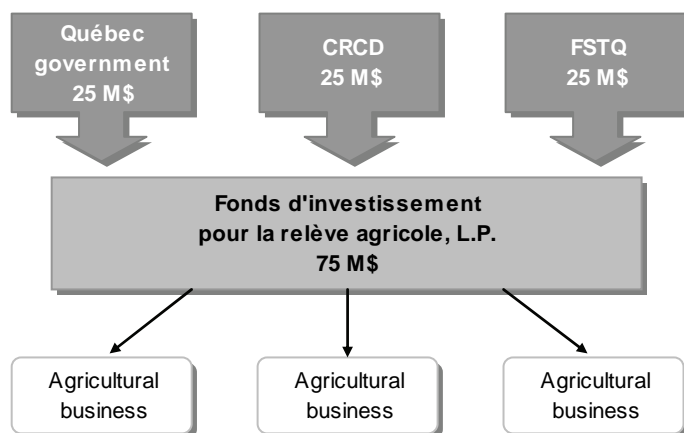 Québec
government
25 M$
CRCD
25 M$
FSTQ
25 M$
Fonds d'investissement
pour la relève agricole, L.P.
75 M$
Agricultural
business
Agricultural
business
Agricultural
business